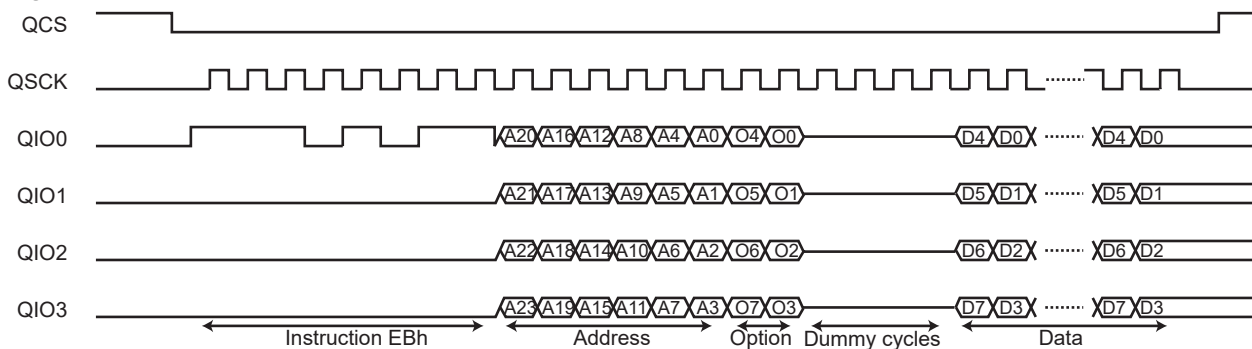 QCS
QSCK
QIO0 A20 A16 A12 A8 A4 A0 O4 O0 D4 D0 D4 D0
QIO1 A21 A17 A13 A9 A5 A1 O5 O1 D5 D1 D5 D1
QIO2 A22 A18 A14 A10 A6 A2 O6 O2 D6 D2 D6 D2
QIO3 A23 A19 A15 A11 A7 A3 O7 O3 D7 D3 D7 D3
Instruction EBh Address Option Dummy cycles Data